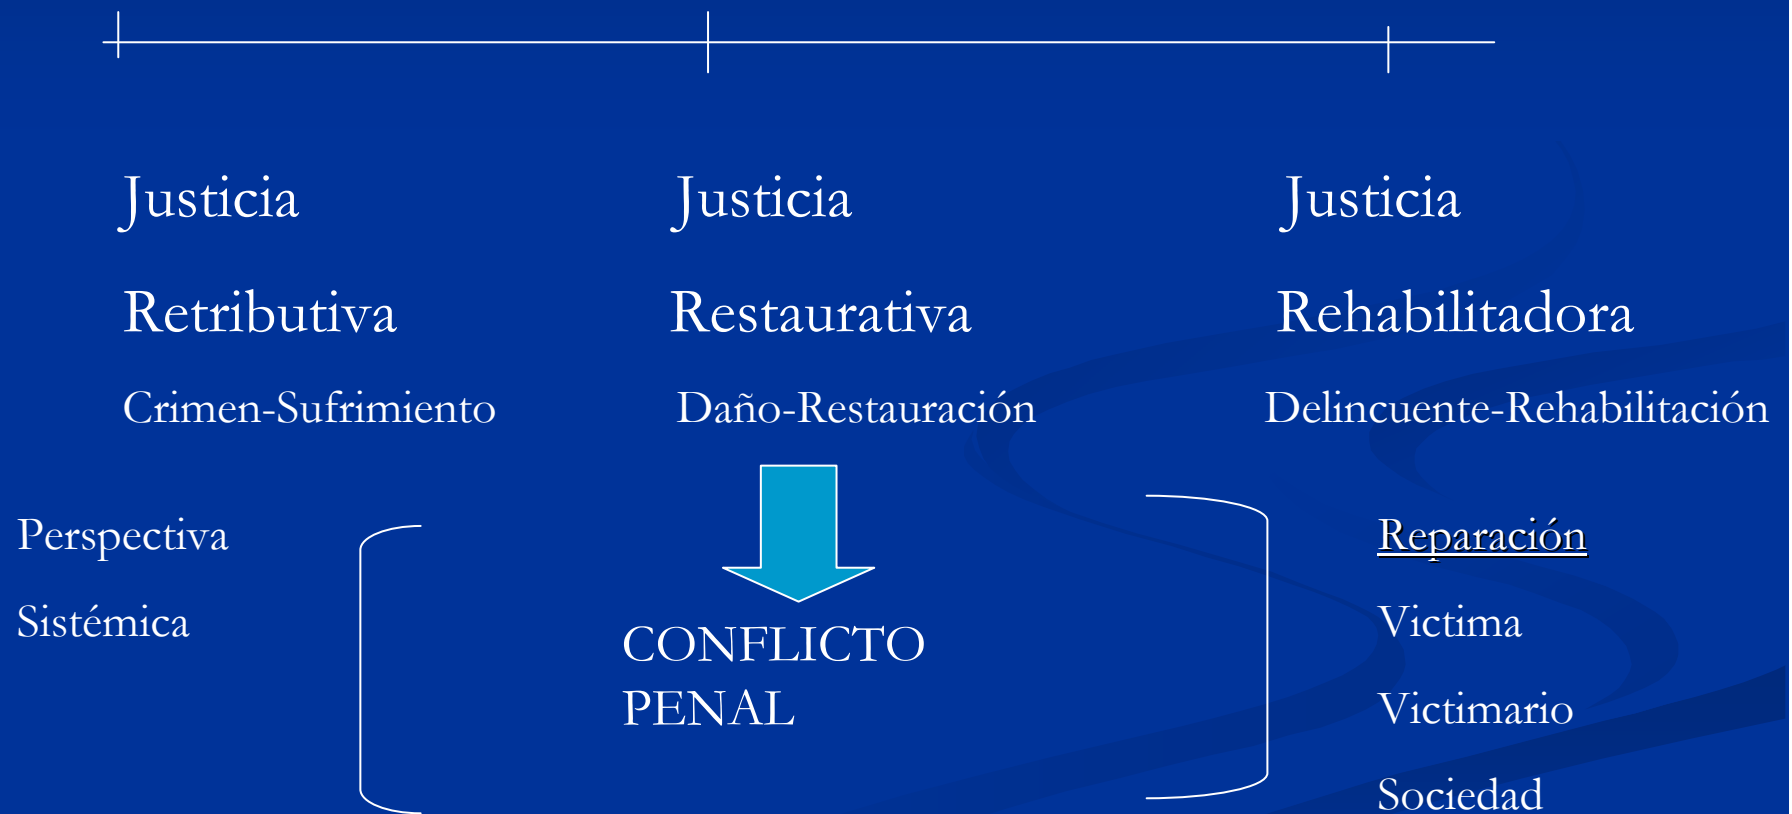 Justicia Justicia Justicia
Retributiva Restaurativa Rehabilitadora
Crimen-Sufrimiento Daño-Restauración Delincuente-Rehabilitación
Perspectiva
Sistémica
CONFLICTO
PENAL
Reparación
Victima
Victimario
Sociedad